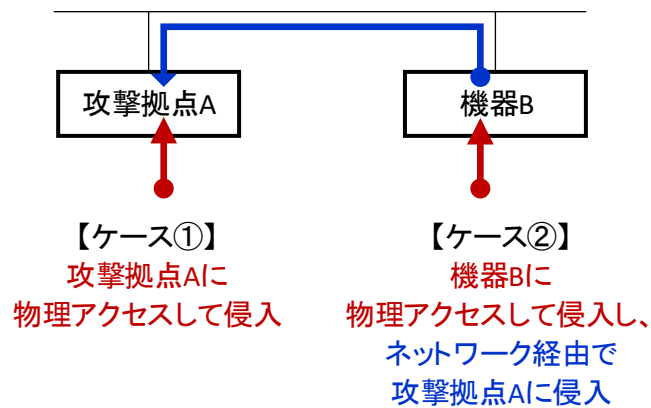 攻撃拠点A
機器B
【ケース①】
攻撃拠点Aに
物理アクセスして侵入
【ケース②】
機器Bに
物理アクセスして侵入し、
ネットワーク経由で
攻撃拠点Aに侵入